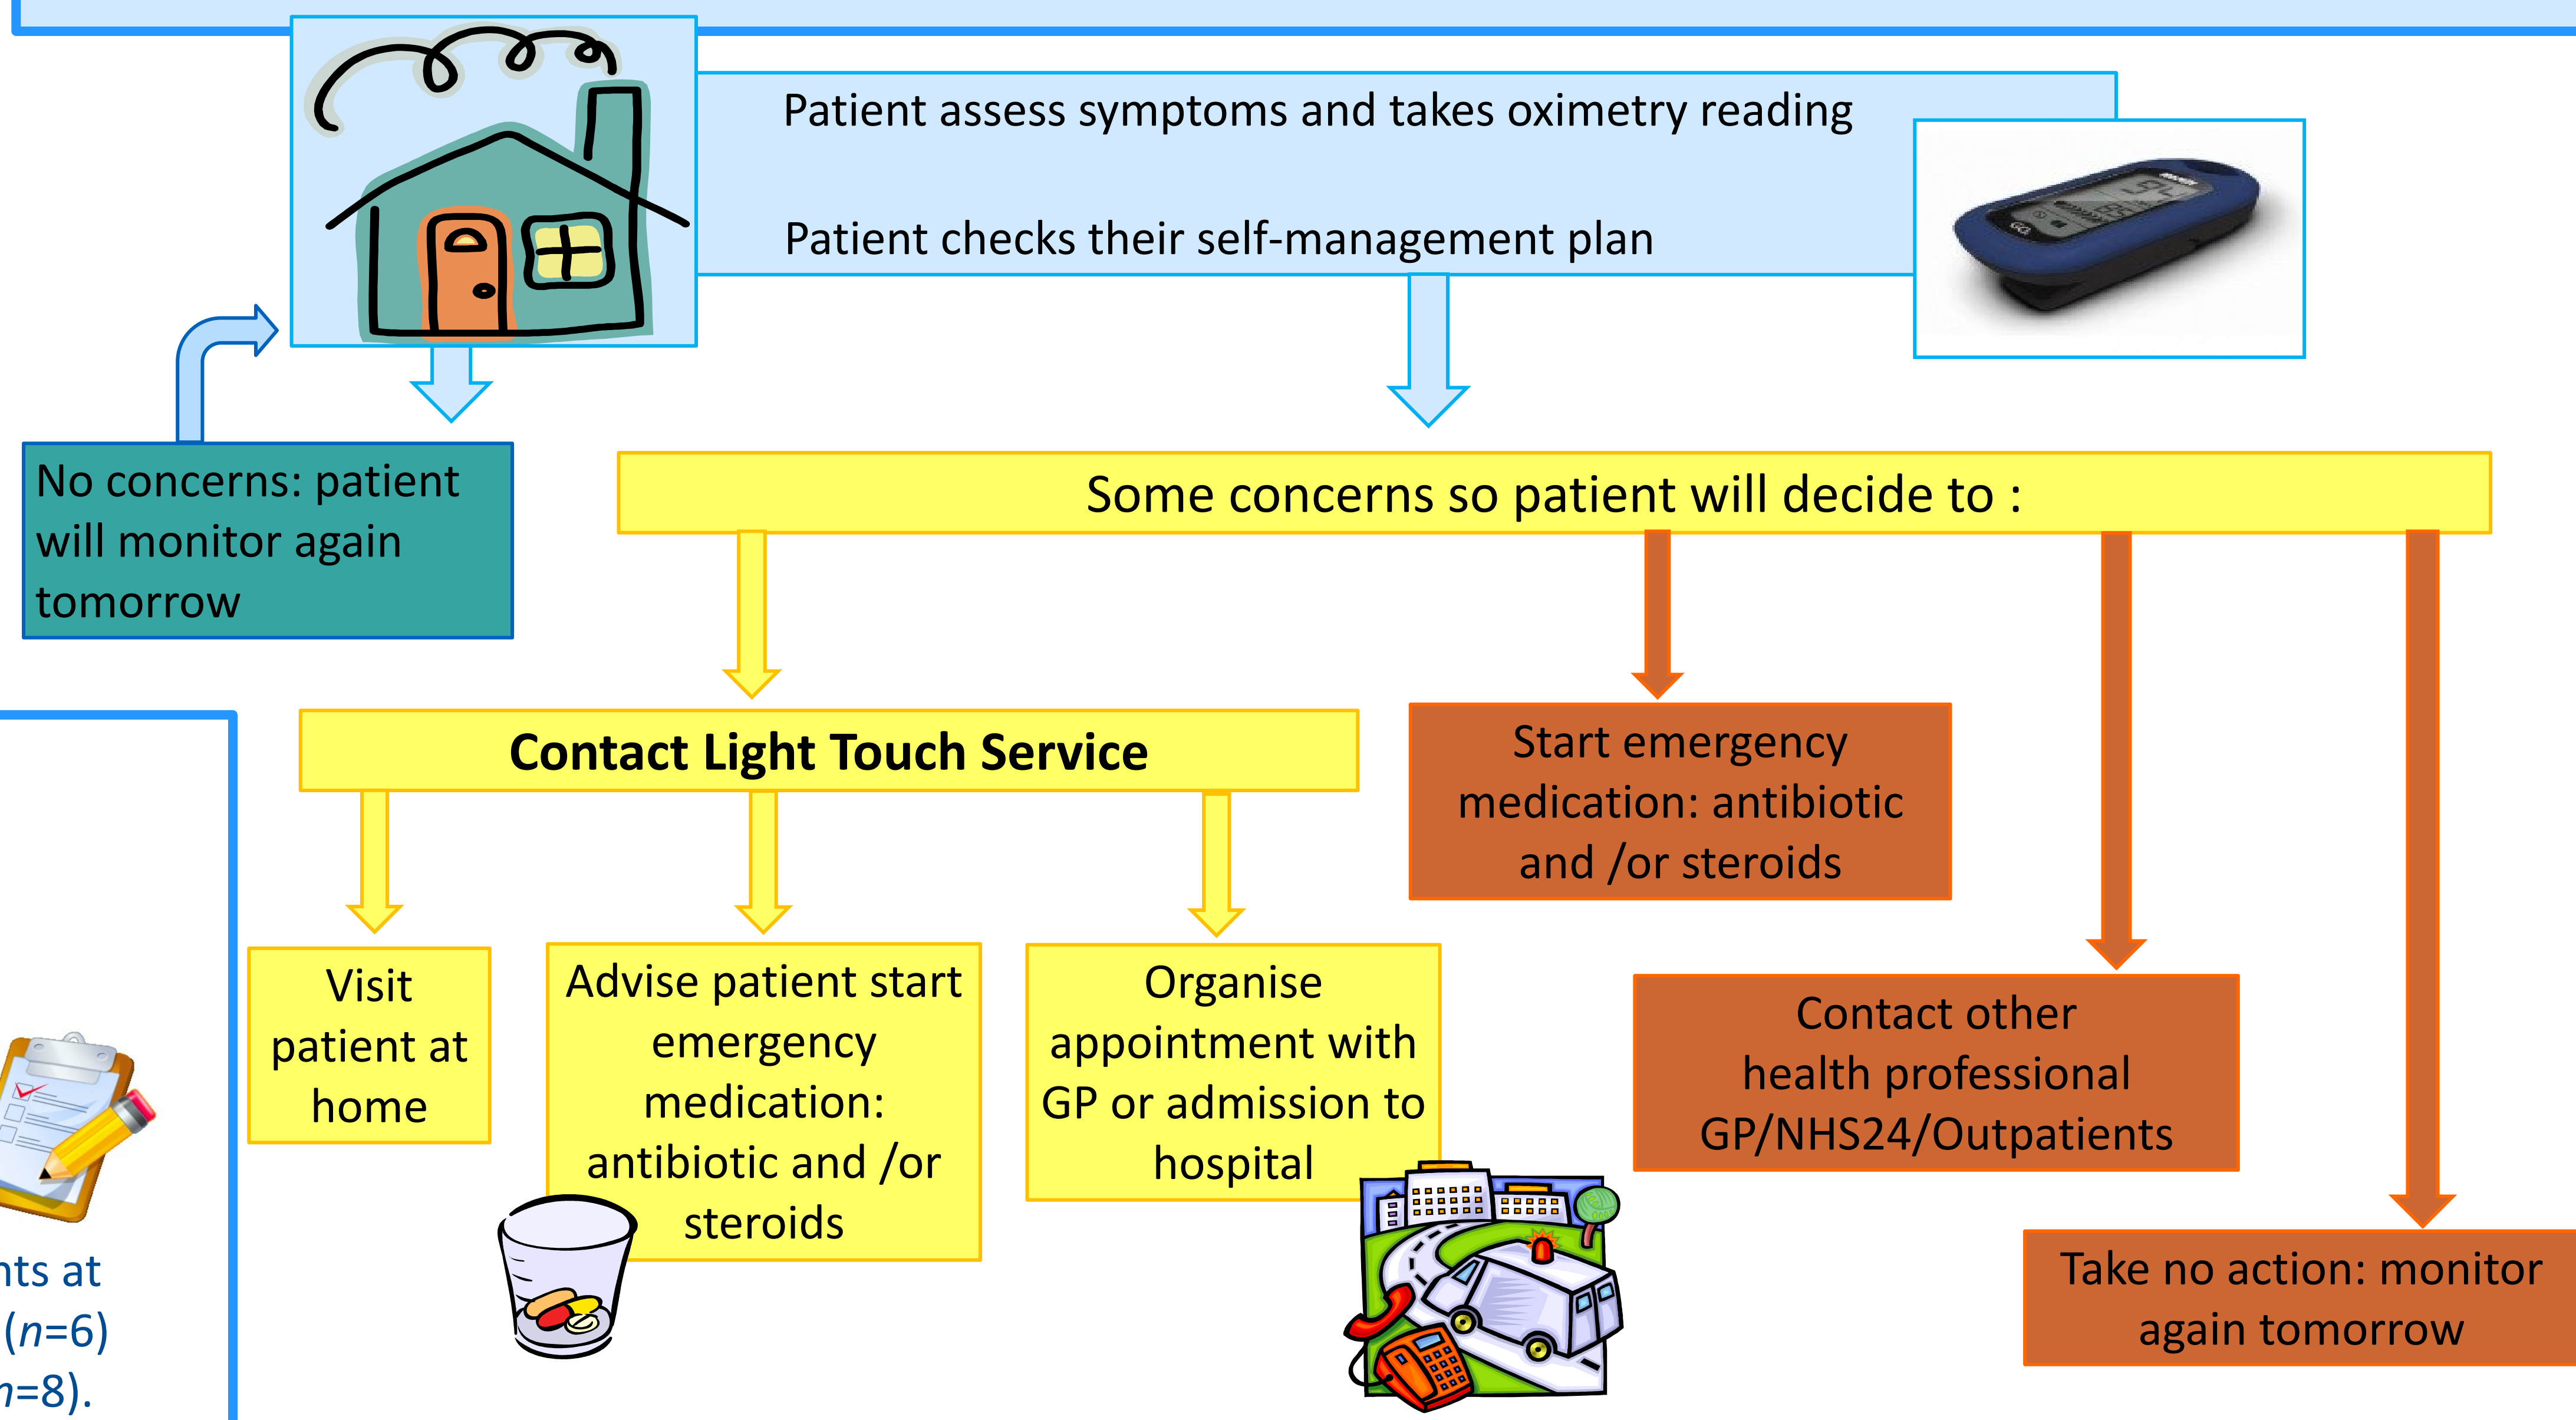 Patient assess symptoms and takes oximetry reading
Patient checks their self-management plan
94
85
GO2
No concerns: patient
will monitor again
tomorrow
Some concerns so patient will decide to :
Contact Light Touch Service
Start emergency
medication: antibiotic
and /or steroids
Visit
patient at
home
Advise patient start
emergency
medication:
antibiotic and /or
steroids
Organise
appointment with
GP or admission to
hospital
Contact other
health professional
GP/NHS24/Outpatients
Take no action: monitor
again tomorrow
nts at
(n=6)
n=8).